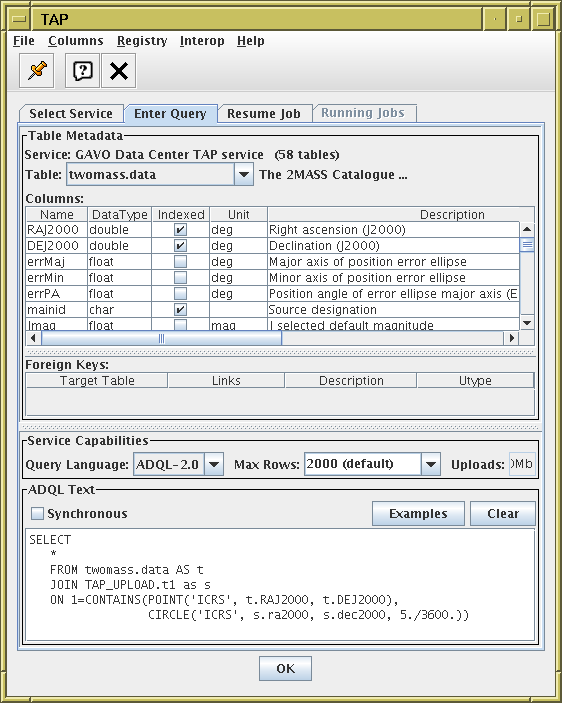 TAP
File Columns Registry Interop Help
Select Service Enter Query Resume Job Running Jobs
Table Metadata
Service: GAVO Data Center TAP service (58 tables)
Table: twomass.data The 2MASS Catalogue ...
Columns:
Name DataType Indexed Unit Description
RAJ2000 double deg Right ascension (J2000)
DEJ2000 double deg Declination (J2000)
errMaj float deg Major axis of position error ellipse
errMin float deg Minor axis of position error ellipse
errPA float deg Position angle of error ellipse major axis (E
mainid char Source designation
Jmag float mag J selected default magnitude
Foreign Keys:
Target Table Links Description Utype
Service Capabilities
Query Language: ADQL-2.0 Max Rows: 2000 (default) Uploads: 0Mb
ADQL Text
Synchronous Examples Clear
SELECT
*
FROM twomass.data AS t
JOIN TAP_UPLOAD.t1 as s
ON 1=CONTAINS(POINT('ICRS', t.RAJ2000, t.DEJ2000),
CIRCLE('ICRS', s.ra2000, s.dec2000, 5./3600.))
OK